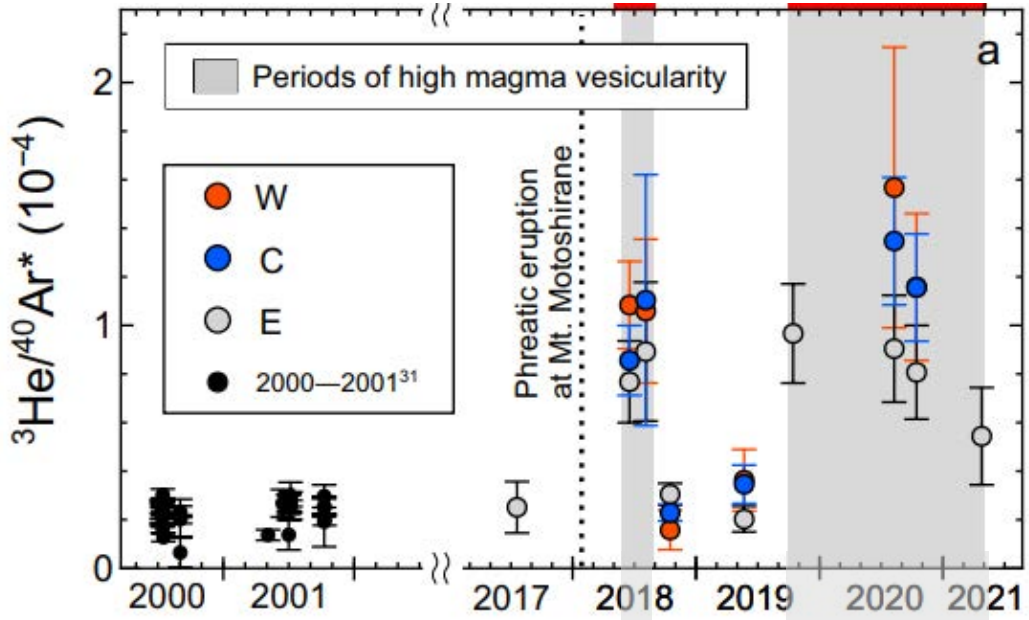 a
Periods of high magma vesicularity
2
1
0
³He/⁴⁰Ar* (10⁻⁴)
W
C
E
2000—2001³¹
Phreatic eruption
at Mt. Motoshirane
2000 2001 2017 2018 2019 2020 2021